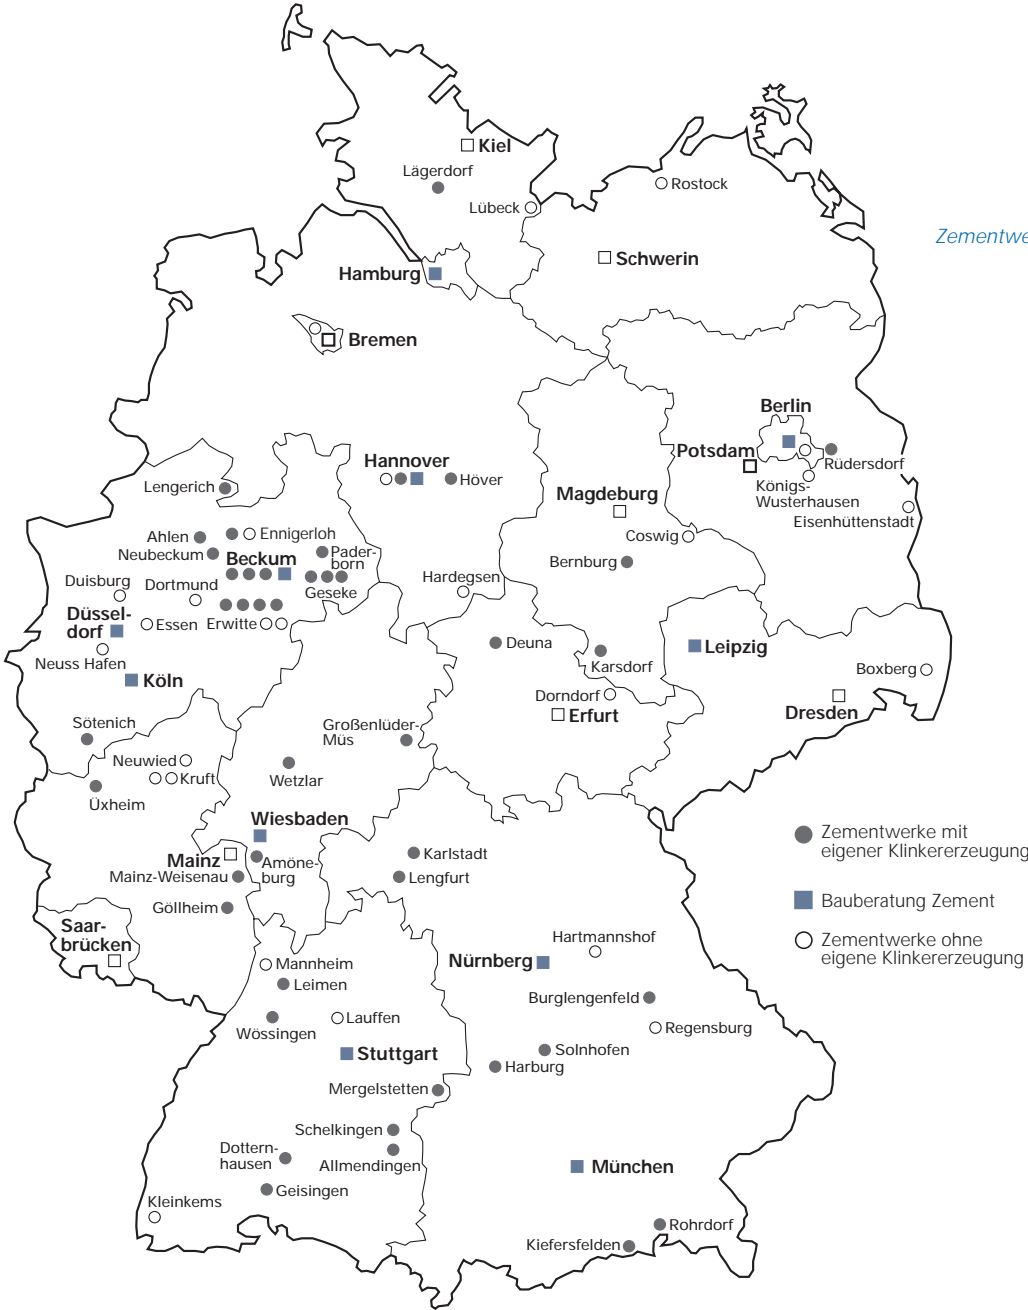 Kiel
Lägerdorf
Rostock
Lübeck
Zementwe
Schwerin
Hamburg
Bremen
Berlin
Potsdam
Hannover
Rüdersdorf
Höver
Königs-
Wusterhausen
Lengerich
Magdeburg
Eisenhüttenstadt
Coswig
Ahlen
Ennigerloh
Neubeckum
Beckum
Pader-
born
Bernburg
Duisburg
Dortmund
Geseke
Hardegsen
Düssel-
dorf
Essen
Erwitte
Deuna
Leipzig
Neuss Hafen
Karsdorf
Boxberg
Köln
Dorndorf
Erfurt
Dresden
Sötenich
Großenlüder-
Müs
Neuwied
Kruft
Wetzlar
Üxheim
Wiesbaden
Zementwerke mit
eigener Klinkererzeugung
Mainz
Amöne-
burg
Karlstadt
Mainz-Weisenau
Lengfurt
Bauberatung Zement
Göllheim
Saar-
brücken
Hartmannshof
Zementwerke ohne
eigene Klinkererzeugung
Nürnberg
Mannheim
Leimen
Burglengenfeld
Lauffen
Wössingen
Regensburg
Stuttgart
Solnhofen
Harburg
Mergelstetten
Schelkingen
Dottern-
hausen
Allmendingen
München
Geisingen
Kleinkems
Rohrdorf
Kiefersfelden